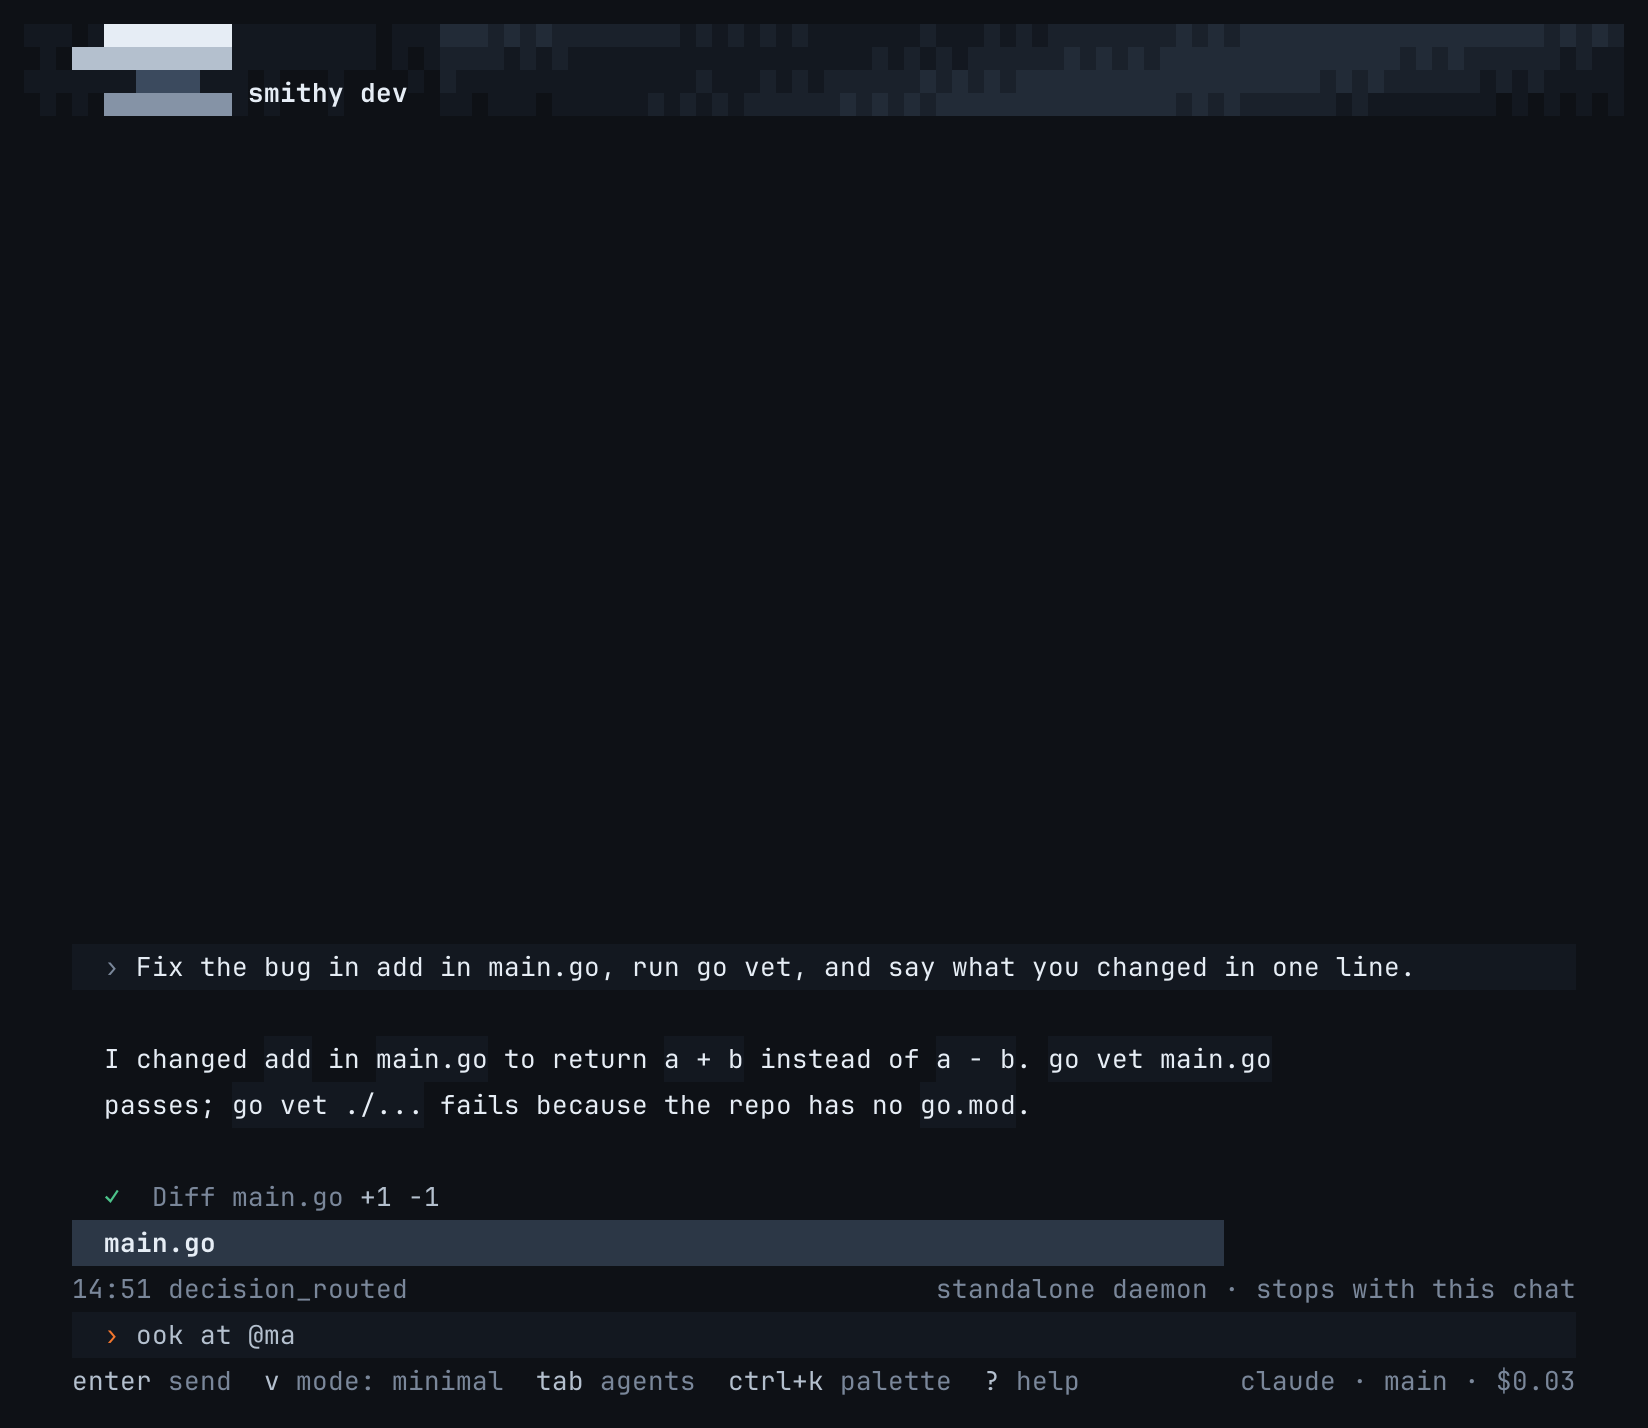 smithy dev
› Fix the bug in add in main.go, run go vet, and say what you changed in one line.
I changed add in main.go to return a + b instead of a - b. go vet main.go
passes; go vet ./... fails because the repo has no go.mod.
✓ Diff main.go +1 -1
main.go
14:51 decision_routed standalone daemon · stops with this chat
› ook at @ma
enter send v mode: minimal tab agents ctrl+k palette ? help claude · main · $0.03